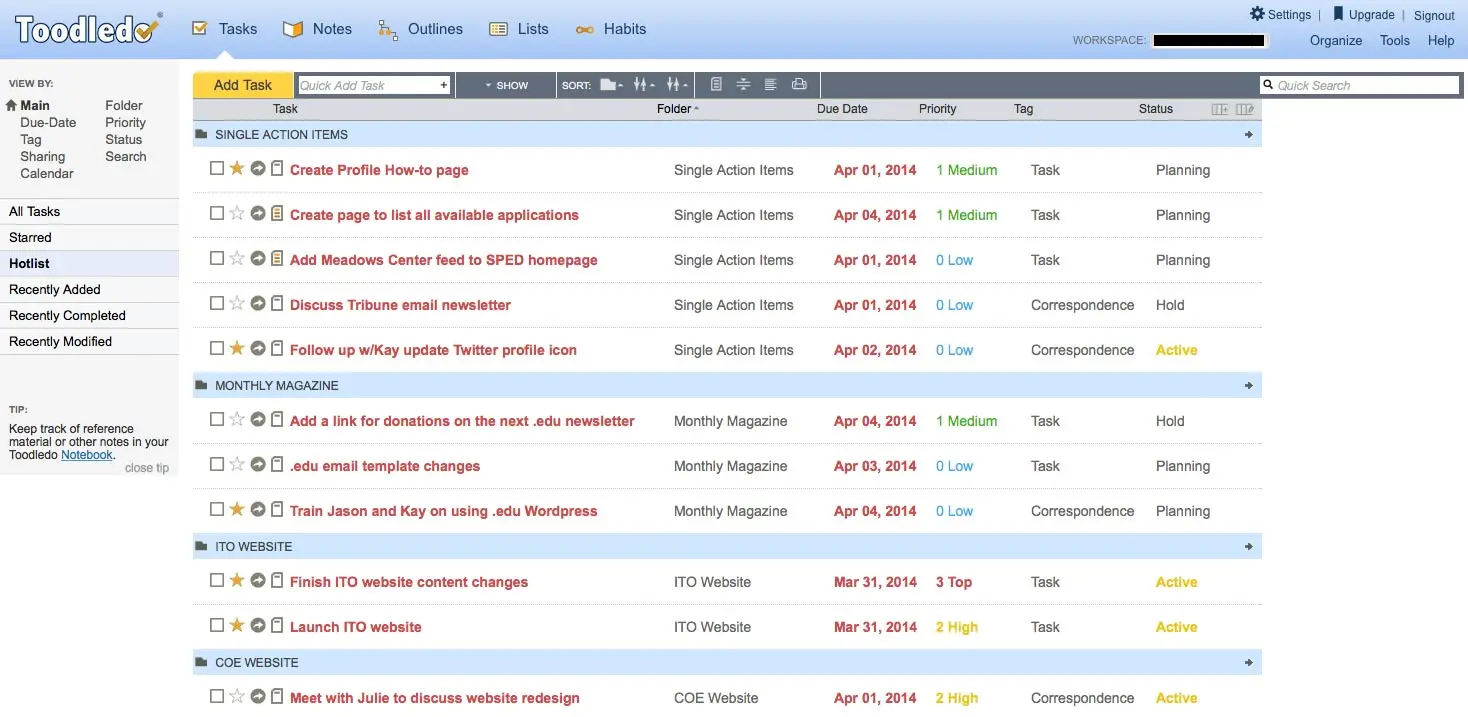 Toodledo®
Tasks Notes Outlines Lists Habits
Settings | Upgrade | Signout
WORKSPACE: Organize Tools Help
VIEW BY:
Main Folder
Due-Date Priority
Tag Status
Sharing Search
Calendar
All Tasks
Starred
Hotlist
Recently Added
Recently Completed
Recently Modified
TIP:
Keep track of reference
material or other notes in your
Toodledo Notebook.
close tip
Add Task Quick Add Task + SHOW SORT: Quick Search
Task Folder Due Date Priority Tag Status
SINGLE ACTION ITEMS
Create Profile How-to page Single Action Items Apr 01, 2014 1 Medium Task Planning
Create page to list all available applications Single Action Items Apr 04, 2014 1 Medium Task Planning
Add Meadows Center feed to SPED homepage Single Action Items Apr 01, 2014 0 Low Task Planning
Discuss Tribune email newsletter Single Action Items Apr 01, 2014 0 Low Correspondence Hold
Follow up w/Kay update Twitter profile icon Single Action Items Apr 02, 2014 0 Low Correspondence Active
MONTHLY MAGAZINE
Add a link for donations on the next .edu newsletter Monthly Magazine Apr 04, 2014 1 Medium Task Hold
.edu email template changes Monthly Magazine Apr 03, 2014 0 Low Task Planning
Train Jason and Kay on using .edu Wordpress Monthly Magazine Apr 04, 2014 0 Low Correspondence Planning
ITO WEBSITE
Finish ITO website content changes ITO Website Mar 31, 2014 3 Top Task Active
Launch ITO website ITO Website Mar 31, 2014 2 High Task Active
COE WEBSITE
Meet with Julie to discuss website redesign COE Website Apr 01, 2014 2 High Correspondence Active